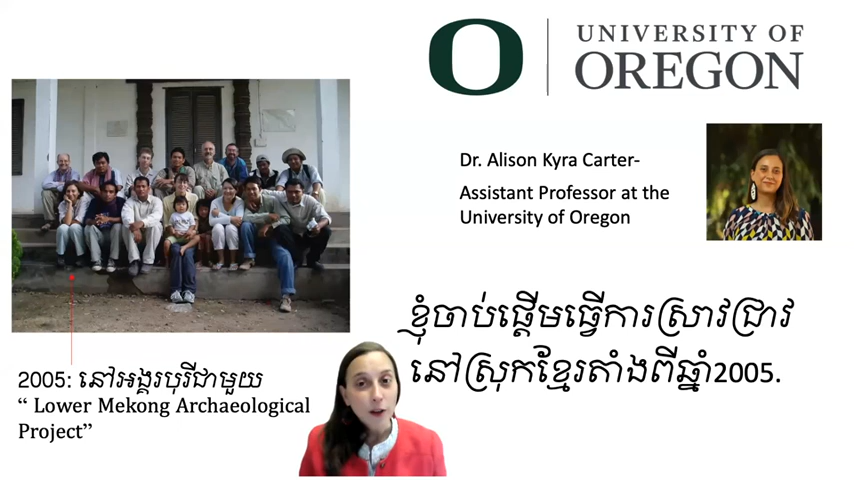 UNIVERSITY OF
OREGON
Dr. Alison Kyra Carter-
Assistant Professor at the
University of Oregon
ខ្ញុំចាប់ផ្តើមធ្វើការស្រាវជ្រាវ
នៅស្រុកខ្មែរតាំងពីឆ្នាំ2005.
2005: នៅអង្គរបុរីជាមួយ
“ Lower Mekong Archaeological
Project”